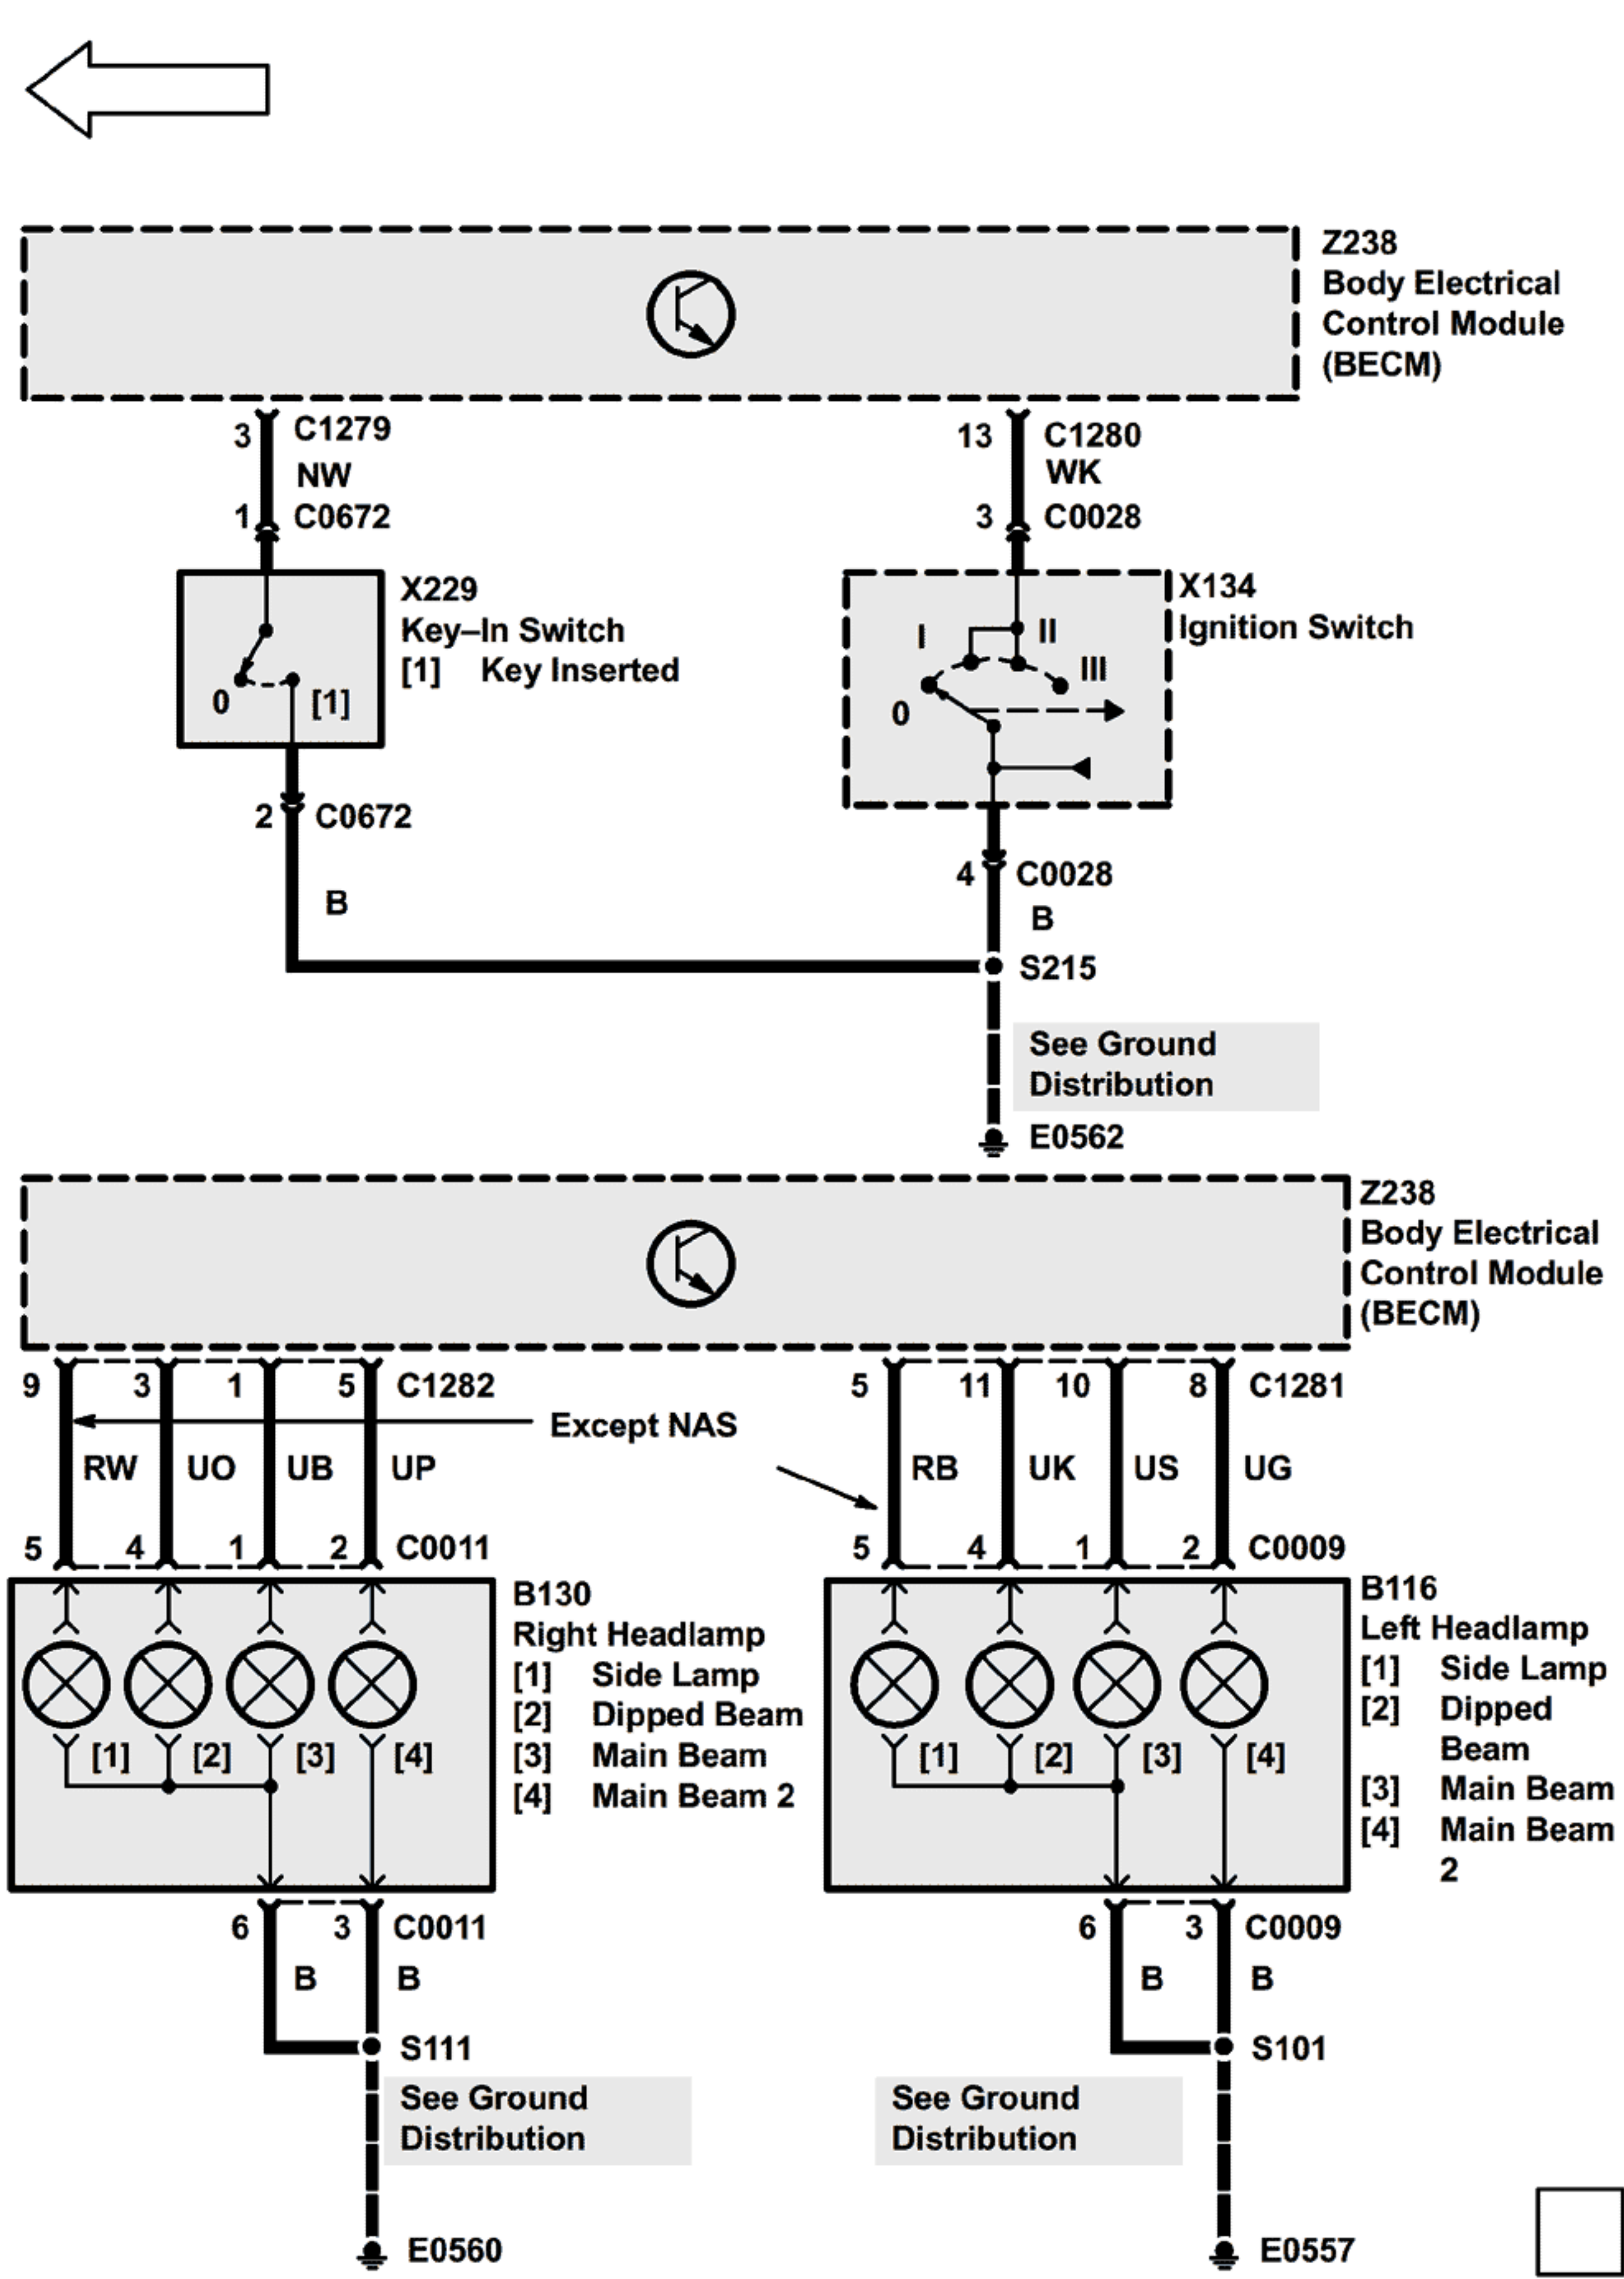 Z238
Body Electrical
Control Module
(BECM)
3 C1279
NW
1 C0672
13 C1280
WK
3 C0028
X229
Key–In Switch
[1] Key Inserted
0 [1]
X134
Ignition Switch
I II
III
0
2 C0672
B
4 C0028
B
S215
See Ground
Distribution
E0562
Z238
Body Electrical
Control Module
(BECM)
9 3 1 5 C1282
5 11 10 8 C1281
Except NAS
RW UO UB UP
RB UK US UG
5 4 1 2 C0011
5 4 1 2 C0009
B130
Right Headlamp
[1] Side Lamp
[2] Dipped Beam
[3] Main Beam
[4] Main Beam 2
[1] [2] [3] [4]
B116
Left Headlamp
[1] Side Lamp
[2] Dipped
Beam
[3] Main Beam
[4] Main Beam
2
[1] [2] [3] [4]
6 3 C0011
B B
S111
See Ground
Distribution
E0560
6 3 C0009
B B
S101
See Ground
Distribution
E0557